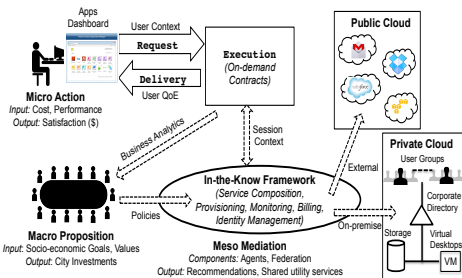 Apps
Dashboard
User Context
Request
Delivery
User QoE
Execution
(On-demand
Contracts)
Public Cloud
salesforce
Micro Action
Input: Cost, Performance
Output: Satisfaction ($)
Business Analytics
Session
Context
External
Private Cloud
User Groups
Corporate
Directory
Virtual
Desktops
Storage
VM
In-the-Know Framework
(Service Composition,
Provisioning, Monitoring, Billing,
Identity Management)
Policies
On-premise
Macro Proposition
Input: Socio-economic Goals, Values
Output: City Investments
Meso Mediation
Components: Agents, Federation
Output: Recommendations, Shared utility services